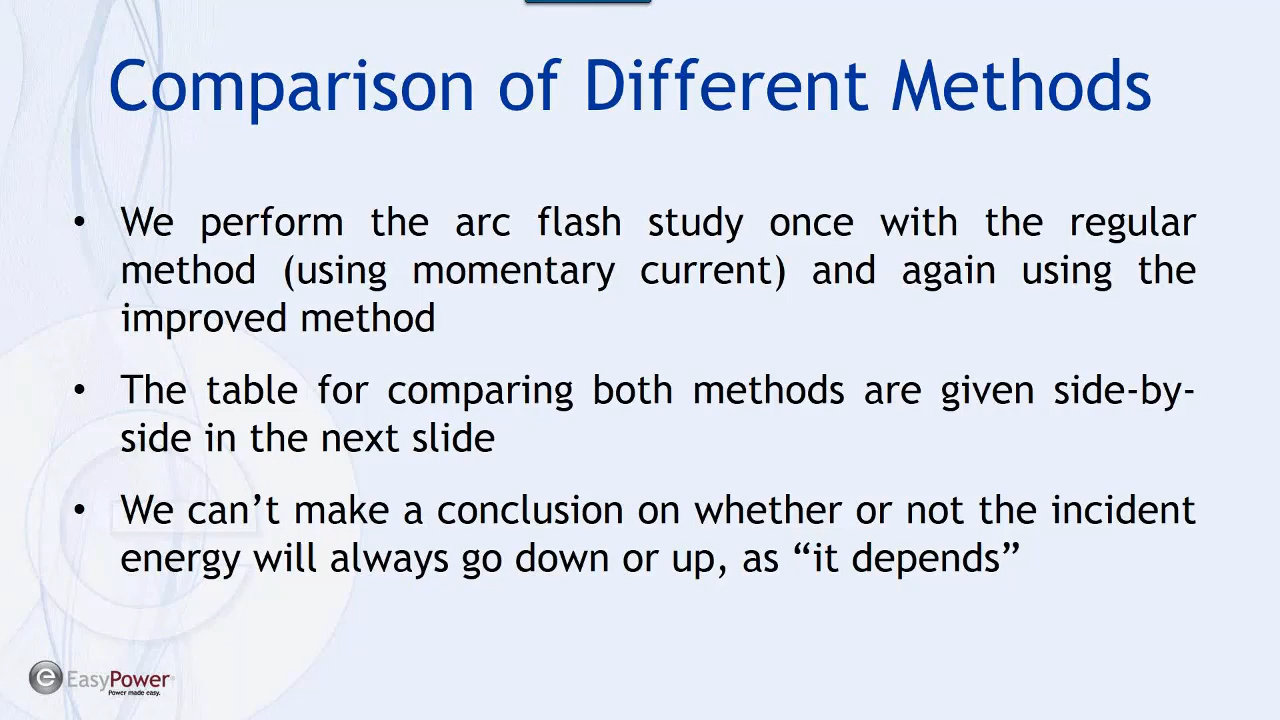 Comparison of Different Methods
• We perform the arc flash study once with the regular
method (using momentary current) and again using the
improved method
• The table for comparing both methods are given side-by-
side in the next slide
• We can’t make a conclusion on whether or not the incident
energy will always go down or up, as “it depends”
e EasyPower
Power made easy.